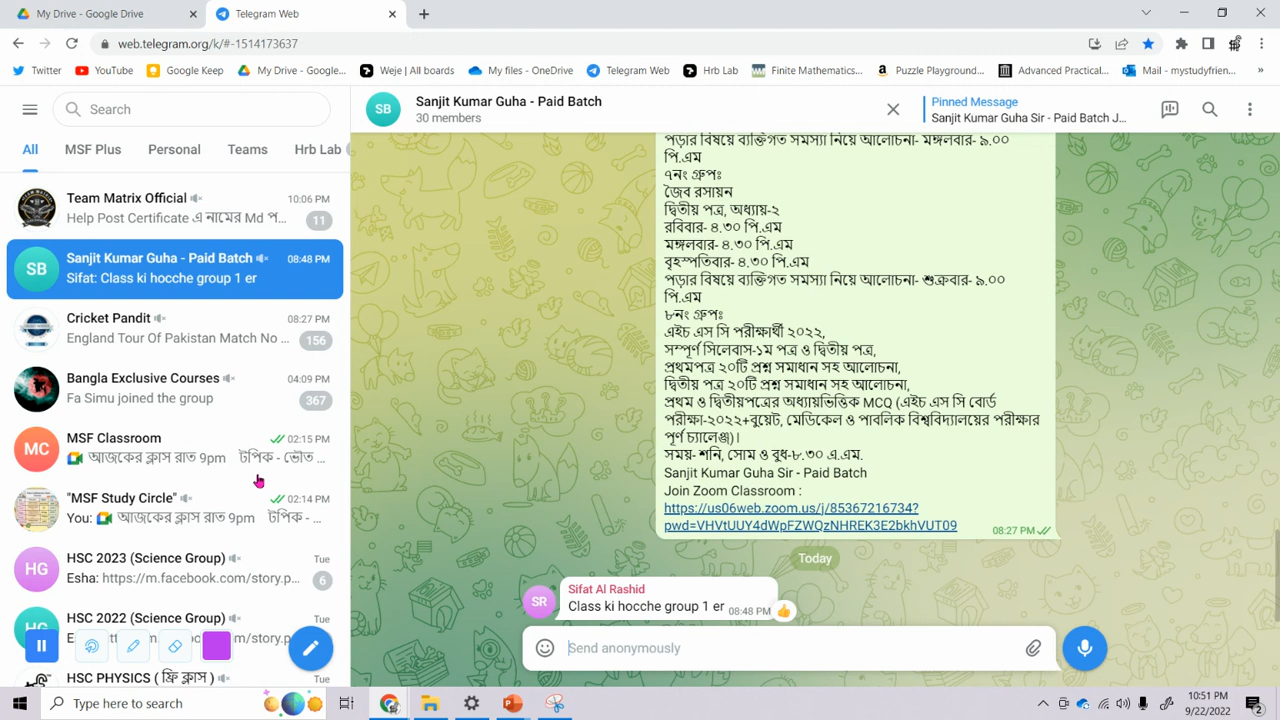 My Drive - Google Drive
Telegram Web
web.telegram.org/k/#-1514173637
Twitter
YouTube
Google Keep
My Drive - Google...
Weje | All boards
My files - OneDrive
Telegram Web
Hrb Lab
Finite Mathematics...
Puzzle Playground...
Advanced Practical...
Mail - mystudyfrien...
»
Search
All
MSF Plus
Personal
Teams
Hrb Lab
Team Matrix Official
10:06 PM
Help Post Certificate এ নামের Md প...
11
SB
Sanjit Kumar Guha - Paid Batch
08:48 PM
Sifat: Class ki hocche group 1 er
Cricket Pandit
08:27 PM
England Tour Of Pakistan Match No ...
156
Bangla Exclusive Courses
04:09 PM
Fa Simu joined the group
367
MC
MSF Classroom
02:15 PM
আজকের ক্লাস রাত 9pm টপিক - ভৌত ...
"MSF Study Circle"
02:14 PM
You: আজকের ক্লাস রাত 9pm টপিক - ...
HG
HSC 2023 (Science Group)
Tue
Esha: https://m.facebook.com/story.p...
6
HSC 2022 (Science Group)
Tue
HSC PHYSICS ( ফ্রি ক্লাস )
Tue
SB
Sanjit Kumar Guha - Paid Batch
30 members
Pinned Message
Sanjit Kumar Guha Sir - Paid Batch J...
পড়ার বিষয়ে ব্যক্তিগত সমস্যা নিয়ে আলোচনা- মঙ্গলবার- ৯.০০
পি.এম
৭নং গ্রুপঃ
জৈব রসায়ন
দ্বিতীয় পত্র, অধ্যায়-২
রবিবার- ৪.৩০ পি.এম
মঙ্গলবার- ৪.৩০ পি.এম
বৃহস্পতিবার- ৪.৩০ পি.এম
পড়ার বিষয়ে ব্যক্তিগত সমস্যা নিয়ে আলোচনা- শুক্রবার- ৯.০০
পি.এম
৮নং গ্রুপঃ
এইচ এস সি পরীক্ষার্থী ২০২২,
সম্পূর্ণ সিলেবাস-১ম পত্র ও দ্বিতীয় পত্র,
প্রথমপত্র ২০টি প্রশ্ন সমাধান সহ আলোচনা,
দ্বিতীয় পত্র ২০টি প্রশ্ন সমাধান সহ আলোচনা,
প্রথম ও দ্বিতীয়পত্রের অধ্যায়ভিত্তিক MCQ (এইচ এস সি বোর্ড
পরীক্ষা-২০২২+বুয়েট, মেডিকেল ও পাবলিক বিশ্ববিদ্যালয়ের পরীক্ষার
পূর্ণ চ্যালেঞ্জ)।
সময়- শনি, সোম ও বুধ-৮.৩০ এ.এম.
Sanjit Kumar Guha Sir - Paid Batch
Join Zoom Classroom :
https://us06web.zoom.us/j/85367216734?
pwd=VHVtUUY4dWpFZWQzNHREK3E2bkhVUT09
08:27 PM
Today
SR
Sifat Al Rashid
Class ki hocche group 1 er
08:48 PM
Send anonymously
Type here to search
10:51 PM
9/22/2022
2